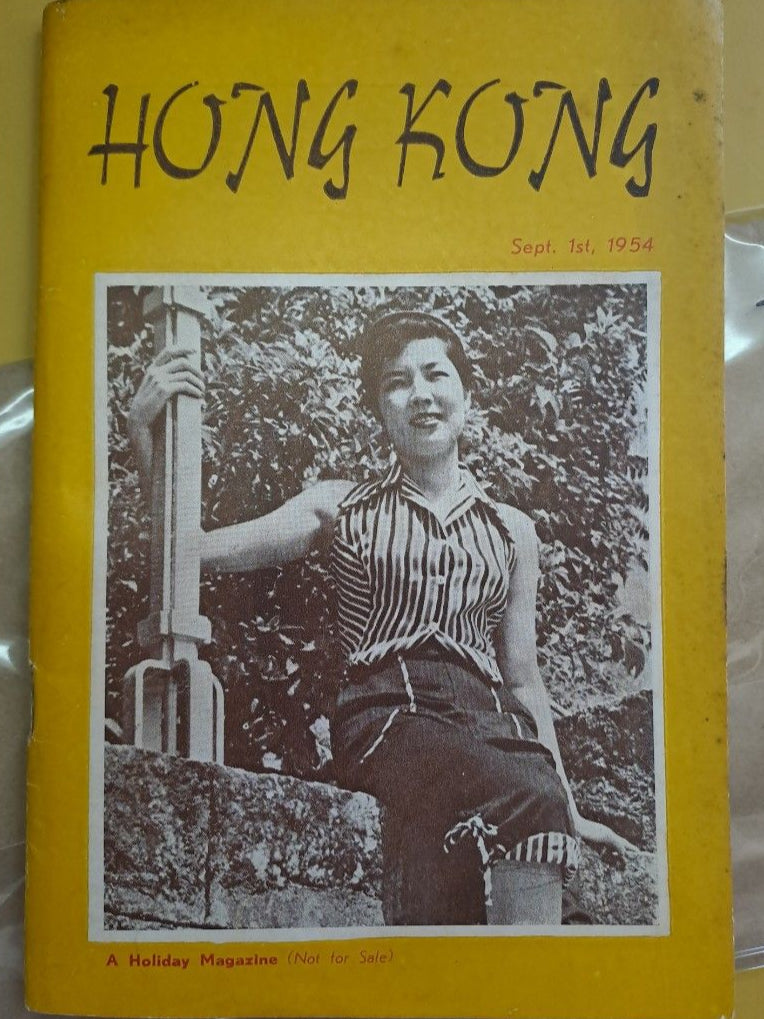 HONG KONG
Sept. 1st, 1954
A Holiday Magazine (Not for Sale)